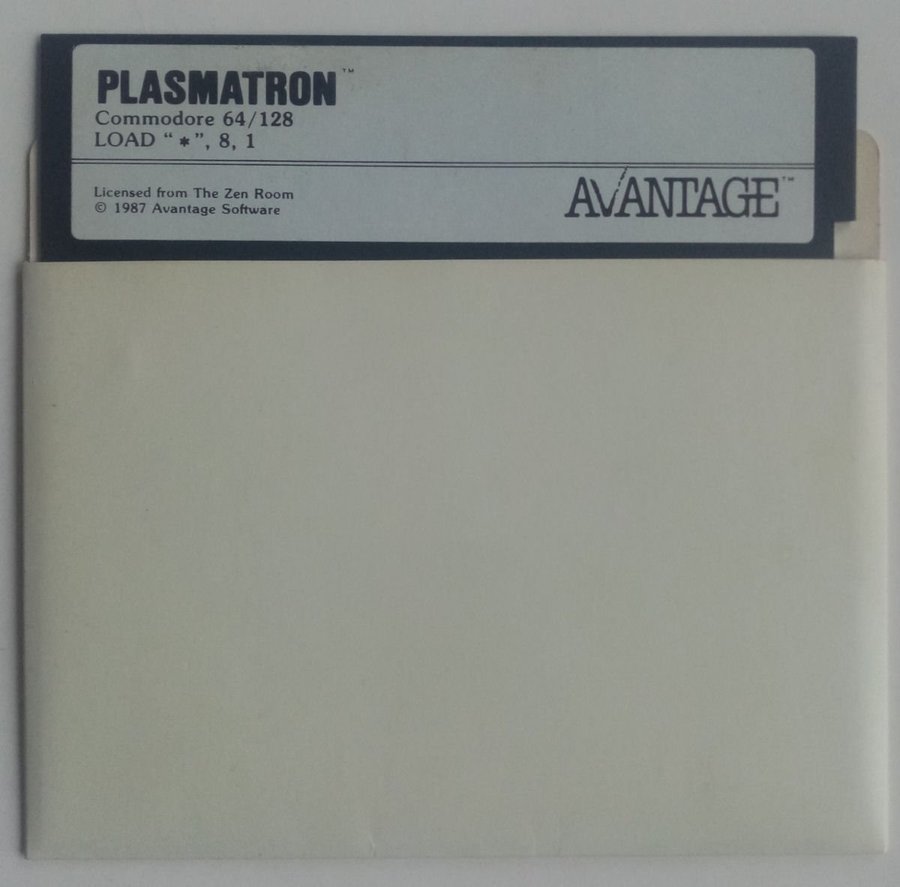 PLASMATRON™
Commodore 64/128
LOAD “*”, 8, 1
Licensed from The Zen Room
© 1987 Avantage Software
AVANTAGE™